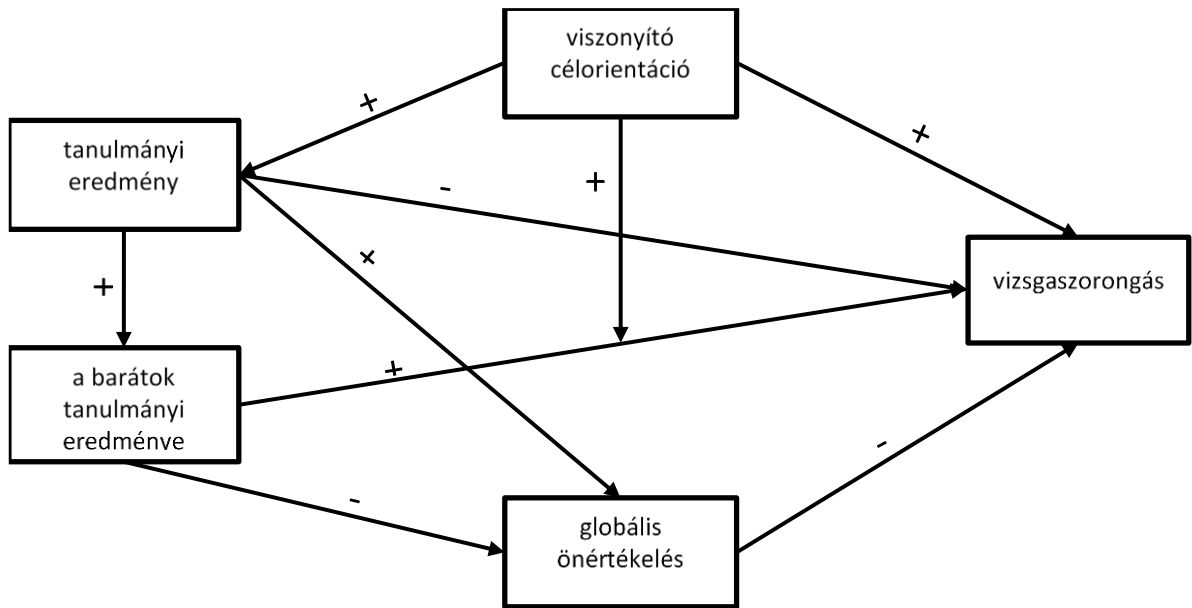 viszonyító
célorientáció
+
+
tanulmányi
eredmény
-
+
+
+
vizsgaszorongás
a barátok
tanulmányi
eredménye
+
-
-
globális
önértékelés